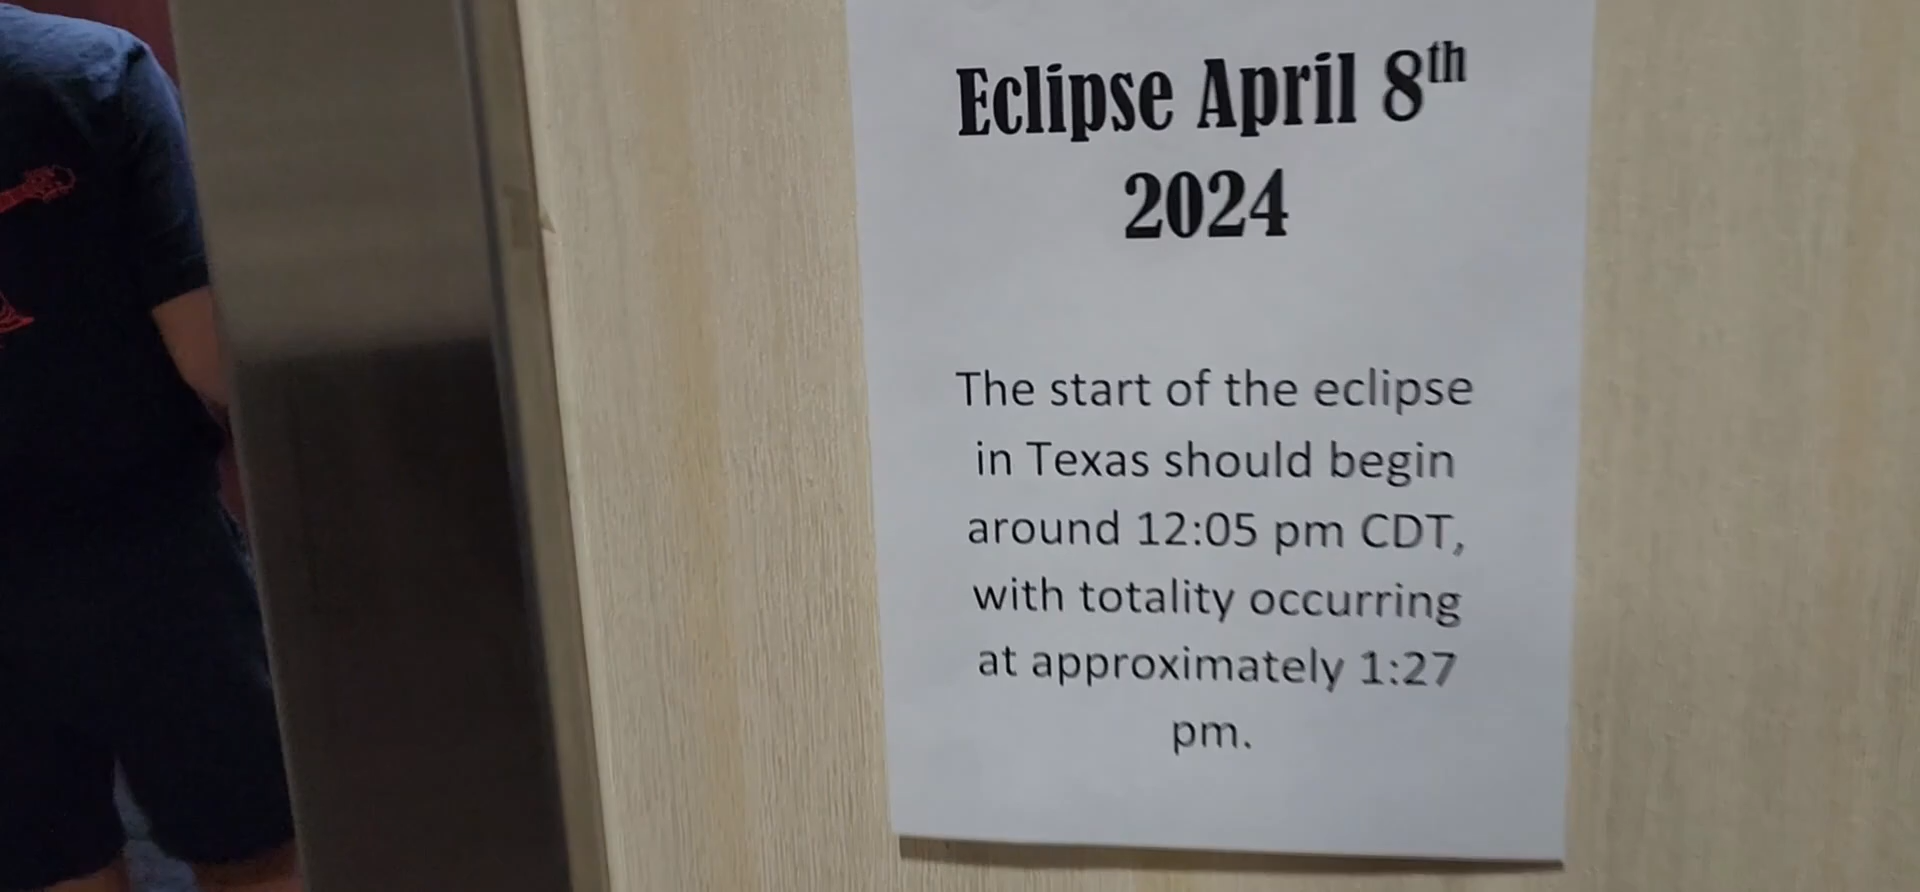 Eclipse April 8th
2024
The start of the eclipse
in Texas should begin
around 12:05 pm CDT,
with totality occurring
at approximately 1:27
pm.